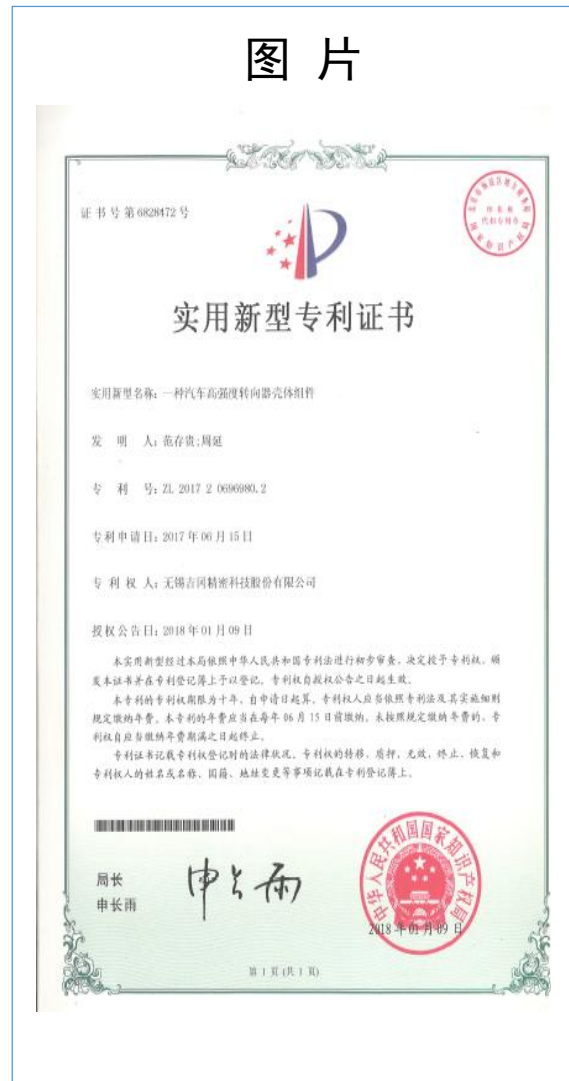 图 片
证书号第6828472号
实用新型专利证书
实用新型名称：一种汽车高强度转向器壳体组件
发 明 人：范存贵;周延
专 利 号：ZL 2017 2 0696980.2
专利申请日：2017年06月15日
专 利 权 人：无锡吉冈精密科技股份有限公司
授权公告日：2018年01月09日
本实用新型经过本局依照中华人民共和国专利法进行初步审查，决定授予专利权，颁
发本证书并在专利登记簿上予以登记。专利权自授权公告之日起生效。
本专利的专利权期限为十年，自申请日起算。专利权人应当依照专利法及其实施细则
规定缴纳年费。本专利的年费应当在每年06月15日前缴纳。未按照规定缴纳年费的，专
利权自应当缴纳年费期满之日起终止。
专利证书记载专利权登记时的法律状况。专利权的转移、质押、无效、终止、恢复和
专利权人的姓名或名称、国籍、地址变更等事项记载在专利登记簿上。
局长
申长雨
申长雨
中华人民共和国国家知识产权局
2018年01月09日
第1页(共1页)